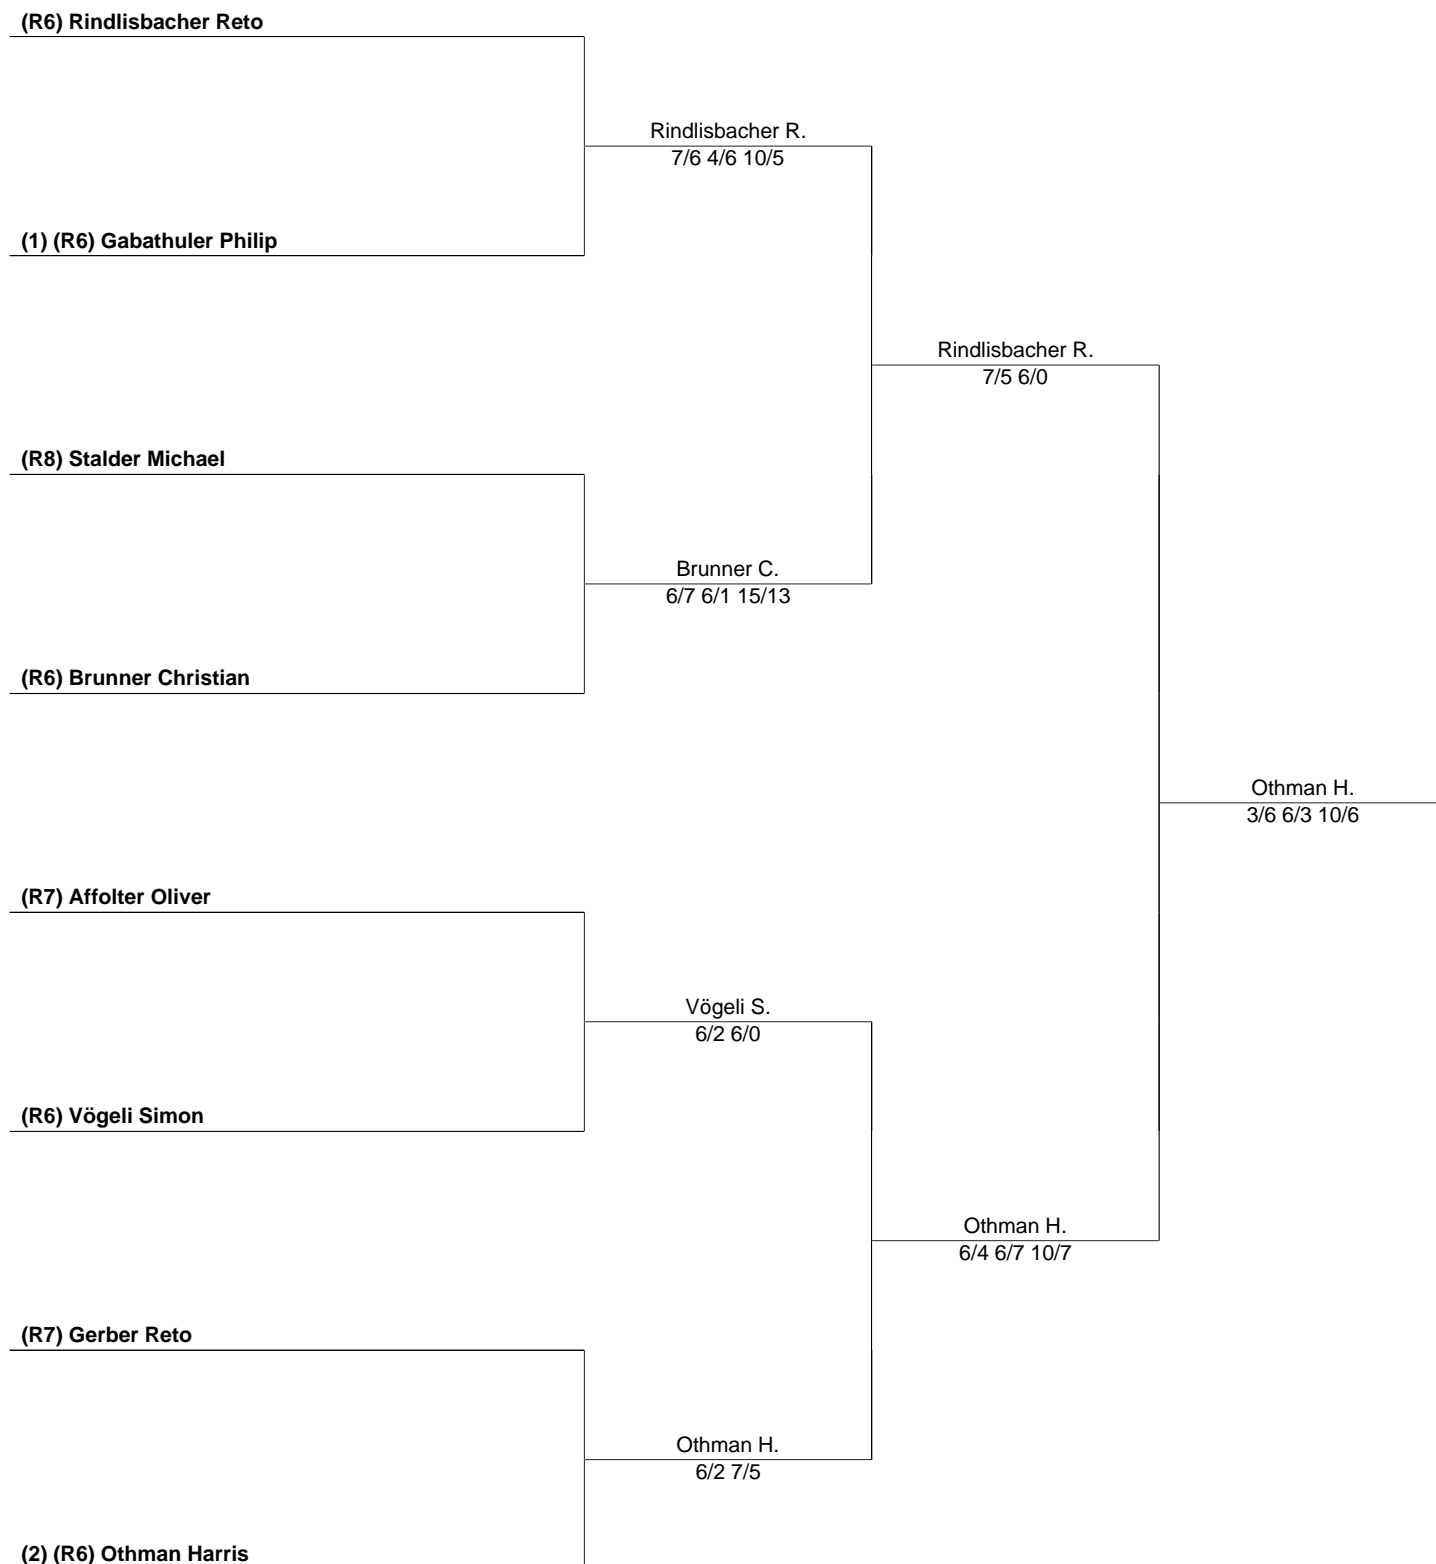 (R6) Rindlisbacher Reto
Rindlisbacher R.
7/6 4/6 10/5
(1) (R6) Gabathuler Philip
Rindlisbacher R.
7/5 6/0
(R8) Stalder Michael
Brunner C.
6/7 6/1 15/13
(R6) Brunner Christian
Othman H.
3/6 6/3 10/6
(R7) Affolter Oliver
Vögeli S.
6/2 6/0
(R6) Vögeli Simon
Othman H.
6/4 6/7 10/7
(R7) Gerber Reto
Othman H.
6/2 7/5
(2) (R6) Othman Harris